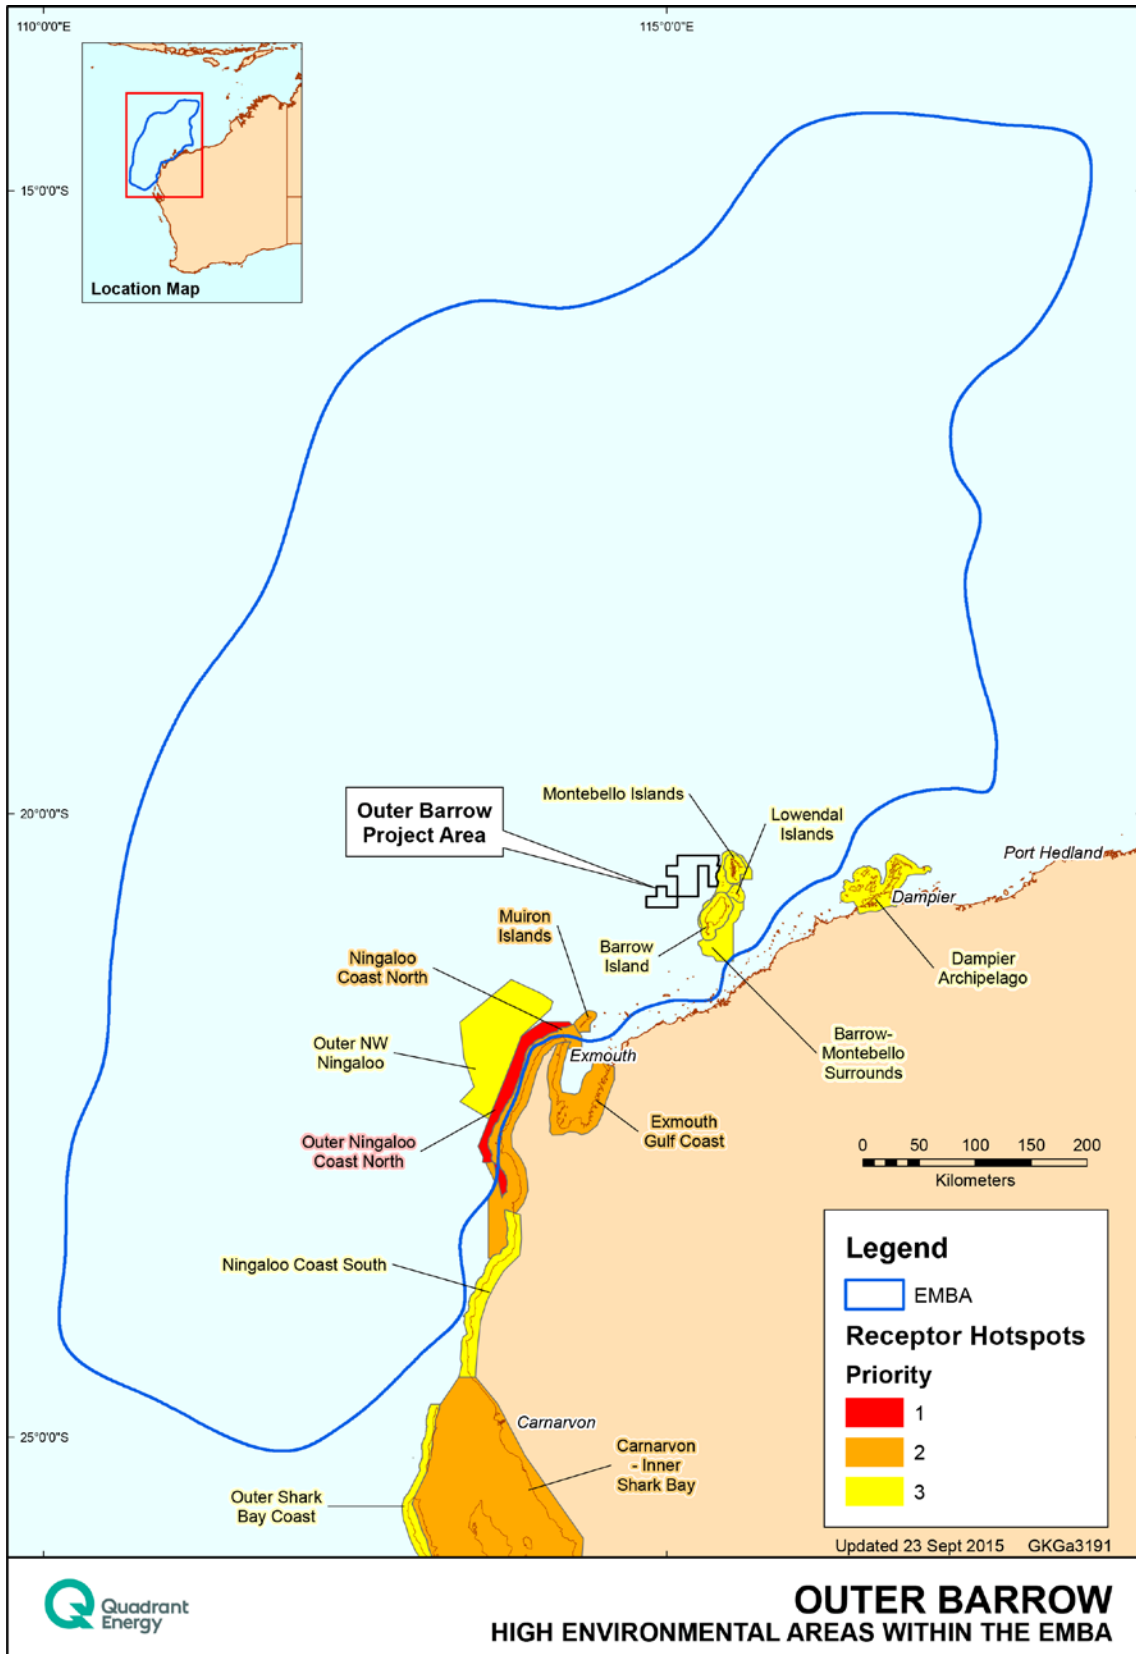 110°0'0"E
115°0'0"E
Location Map
15°0'0"S
20°0'0"S
Outer Barrow
Project Area
Montebello Islands
Lowendal
Islands
Port Hedland
Dampier
Muiron
Islands
Barrow
Island
Dampier
Archipelago
Ningaloo
Coast North
Outer NW
Ningaloo
Exmouth
Barrow-
Montebello
Surrounds
Outer Ningaloo
Coast North
Exmouth
Gulf Coast
0 50 100 150 200
Kilometers
Ningaloo Coast South
Legend
EMBA
Receptor Hotspots
Priority
1
2
3
25°0'0"S
Carnarvon
Carnarvon
- Inner
Shark Bay
Outer Shark
Bay Coast
Updated 23 Sept 2015 GKGa3191
Quadrant
Energy
OUTER BARROW
HIGH ENVIRONMENTAL AREAS WITHIN THE EMBA